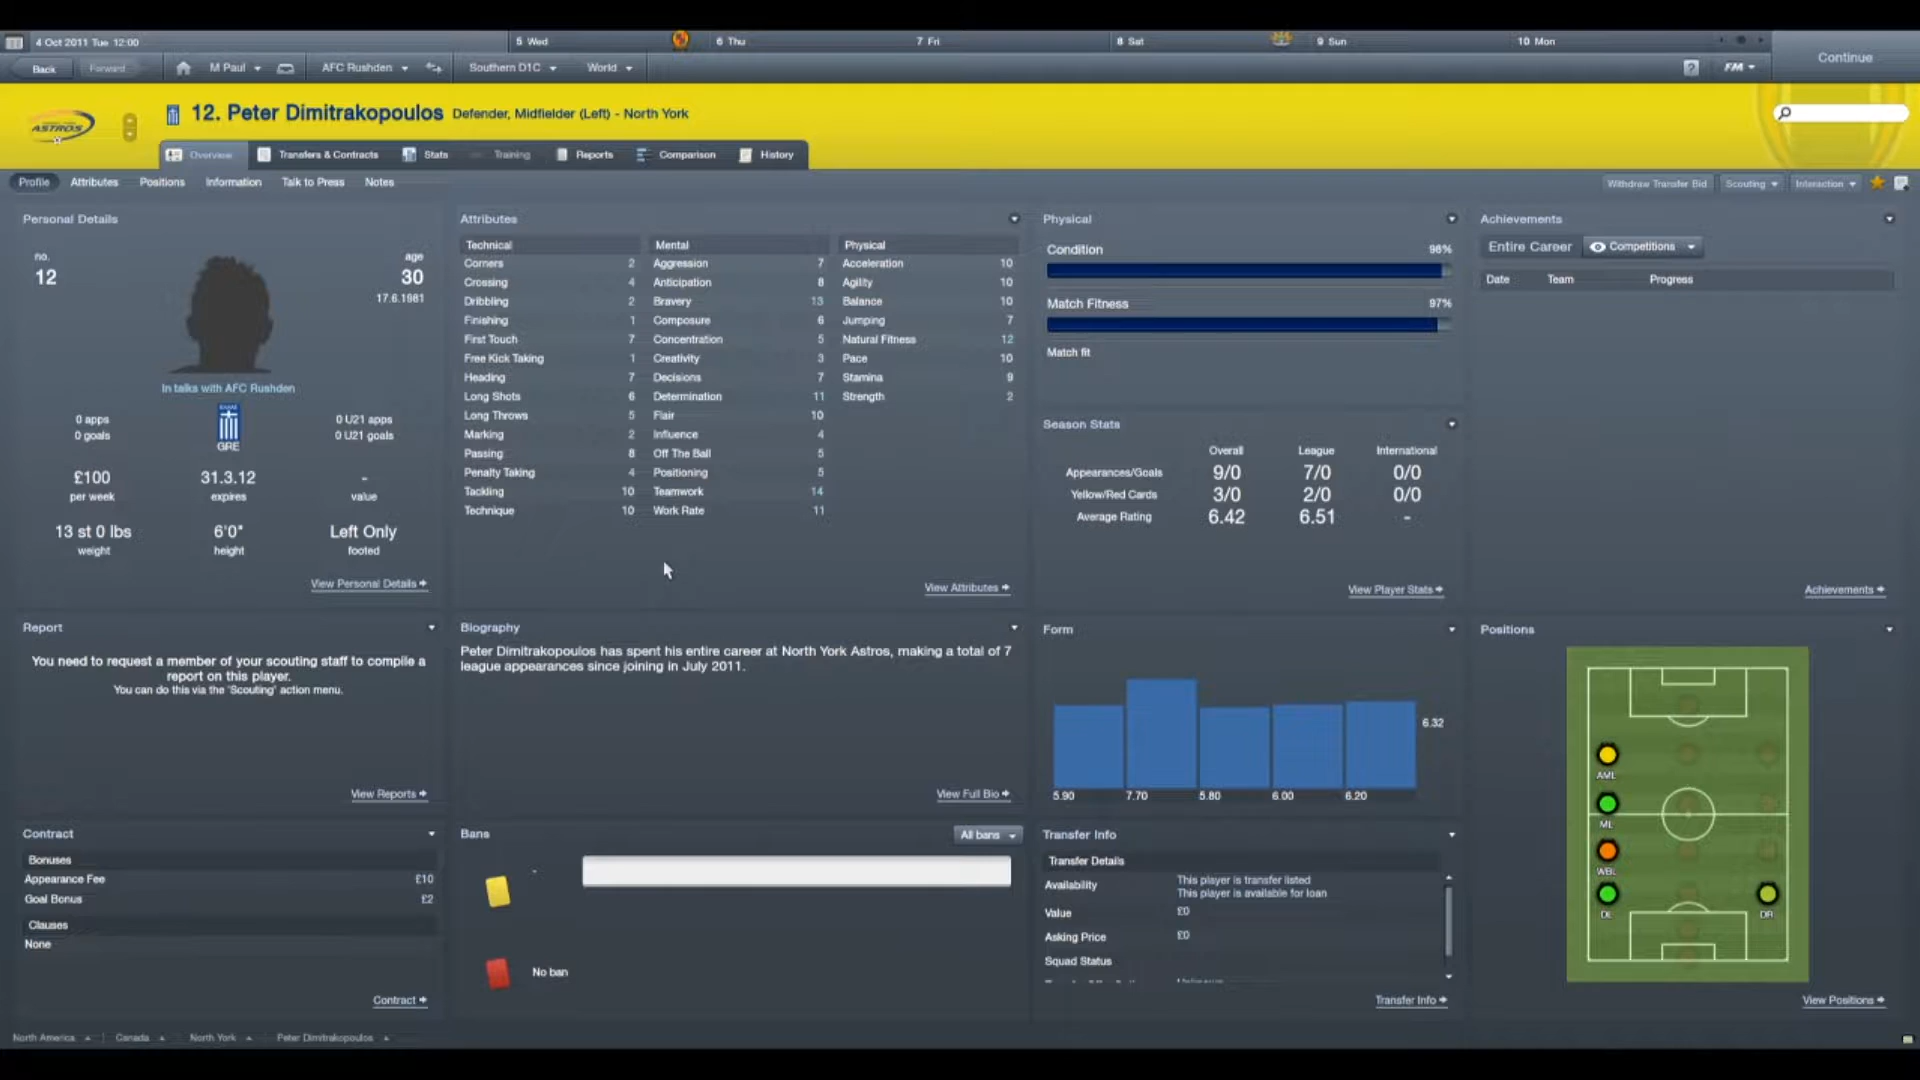 4 Oct 2011 Tue 12:00
5 Wed
6 Thu
7 Fri
8 Sat
9 Sun
10 Mon
Back
Forward
M Paul
AFC Rushden
Southern D1C
World
?
FM
Continue
ASTROS
12. Peter Dimitrakopoulos
Defender, Midfielder (Left) - North York
Overview
Transfers & Contracts
Stats
Training
Reports
Comparison
History
Profile
Attributes
Positions
Information
Talk to Press
Notes
Withdraw Transfer Bid
Scouting
Interaction
Personal Details
no.
12
age
30
17.6.1981
In talks with AFC Rushden
0 apps
0 goals
GRE
0 U21 apps
0 U21 goals
£100
per week
31.3.12
expires
-
value
13 st 0 lbs
weight
6'0"
height
Left Only
footed
View Personal Details
Attributes
Technical
Corners 2
Crossing 4
Dribbling 2
Finishing 1
First Touch 7
Free Kick Taking 1
Heading 7
Long Shots 6
Long Throws 5
Marking 2
Passing 8
Penalty Taking 4
Tackling 10
Technique 10
Mental
Aggression 7
Anticipation 8
Bravery 13
Composure 6
Concentration 5
Creativity 3
Decisions 7
Determination 11
Flair 10
Influence 4
Off The Ball 5
Positioning 5
Teamwork 14
Work Rate 11
Physical
Acceleration 10
Agility 10
Balance 10
Jumping 7
Natural Fitness 12
Pace 10
Stamina 9
Strength 2
View Attributes
Physical
Condition 96%
Match Fitness 97%
Match fit
Season Stats
Overall League International
Appearances/Goals 9/0 7/0 0/0
Yellow/Red Cards 3/0 2/0 0/0
Average Rating 6.42 6.51 -
View Player Stats
Achievements
Entire Career
Competitions
Date Team Progress
Achievements
Report
You need to request a member of your scouting staff to compile a
report on this player.
You can do this via the 'Scouting' action menu.
View Reports
Biography
Peter Dimitrakopoulos has spent his entire career at North York Astros, making a total of 7
league appearances since joining in July 2011.
View Full Bio
Form
6.32
5.90 7.70 5.80 6.00 6.20
Positions
AML
ML
WBL
DL
DR
View Positions
Contract
Bonuses
Appearance Fee £10
Goal Bonus £2
Clauses
None
Contract
Bans
All bans
-
No ban
Transfer Info
Transfer Details
Availability
This player is transfer listed
This player is available for loan
Value £0
Asking Price £0
Squad Status
Transfer Info
North America
Canada
North York
Peter Dimitrakopoulos